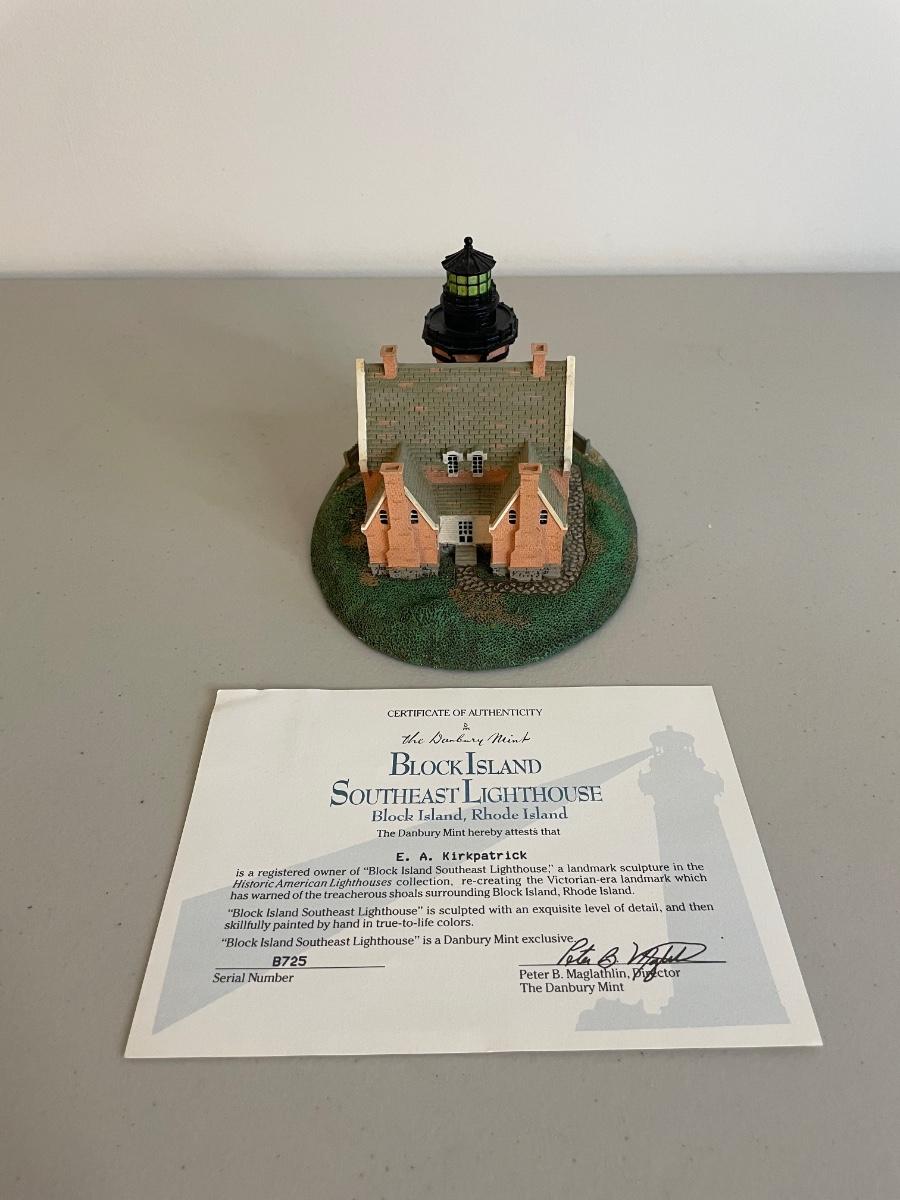 CERTIFICATE OF AUTHENTICITY
The Danbury Mint
BLOCK ISLAND
SOUTHEAST LIGHTHOUSE
Block Island, Rhode Island
The Danbury Mint hereby attests that
E. A. Kirkpatrick
is a registered owner of “Block Island Southeast Lighthouse,” a landmark sculpture in the
Historic American Lighthouses collection, re-creating the Victorian-era landmark which
has warned of the treacherous shoals surrounding Block Island, Rhode Island.
“Block Island Southeast Lighthouse” is sculpted with an exquisite level of detail, and then
skillfully painted by hand in true-to-life colors.
“Block Island Southeast Lighthouse” is a Danbury Mint exclusive.
B725
Serial Number
Peter B. Maglathlin
Peter B. Maglathlin, Director
The Danbury Mint